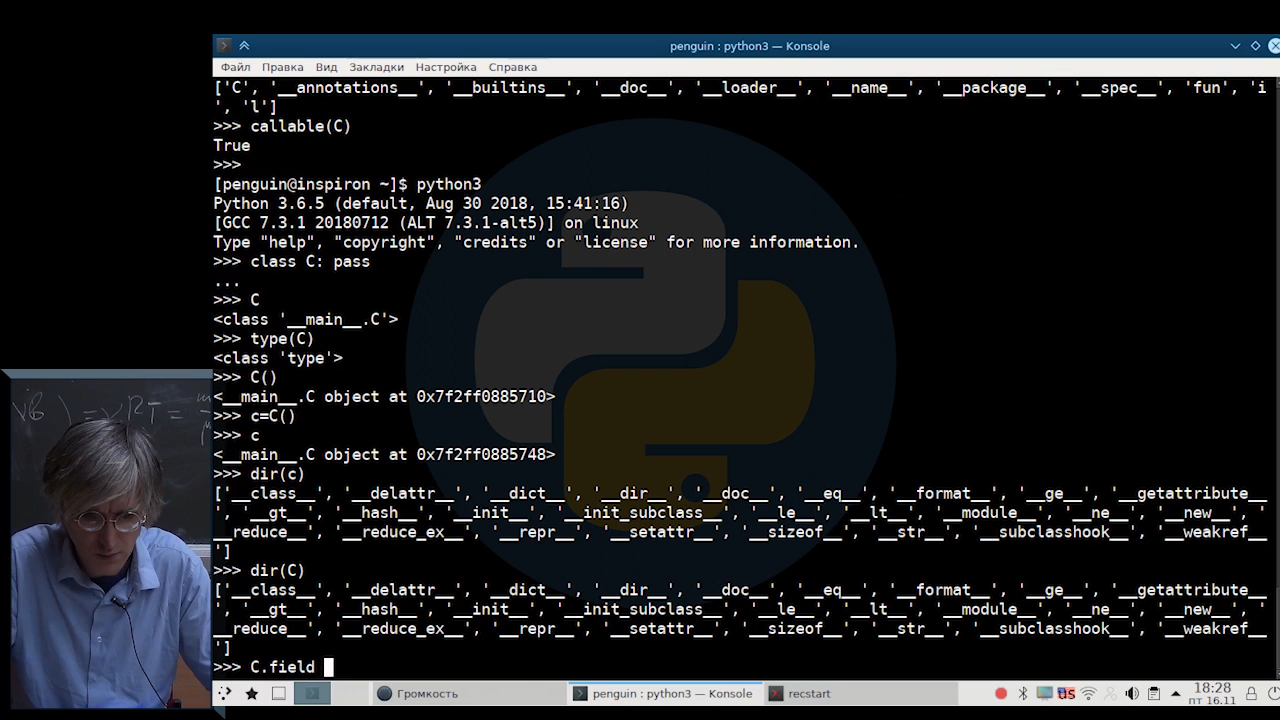 penguin : python3 — Konsole
Файл Правка Вид Закладки Настройка Справка
['C', '__annotations__', '__builtins__', '__doc__', '__loader__', '__name__', '__package__', '__spec__', 'fun', 'i
', 'l']
>>> callable(C)
True
>>>
[penguin@inspiron ~]$ python3
Python 3.6.5 (default, Aug 30 2018, 15:41:16)
[GCC 7.3.1 20180712 (ALT 7.3.1-alt5)] on linux
Type "help", "copyright", "credits" or "license" for more information.
>>> class C: pass
...
>>> C
<class '__main__.C'>
>>> type(C)
<class 'type'>
>>> C()
<__main__.C object at 0x7f2ff0885710>
>>> c=C()
>>> c
<__main__.C object at 0x7f2ff0885748>
>>> dir(c)
['__class__', '__delattr__', '__dict__', '__dir__', '__doc__', '__eq__', '__format__', '__ge__', '__getattribute__
', '__gt__', '__hash__', '__init__', '__init_subclass__', '__le__', '__lt__', '__module__', '__ne__', '__new__', '
__reduce__', '__reduce_ex__', '__repr__', '__setattr__', '__sizeof__', '__str__', '__subclasshook__', '__weakref__
']
>>> dir(C)
['__class__', '__delattr__', '__dict__', '__dir__', '__doc__', '__eq__', '__format__', '__ge__', '__getattribute__
', '__gt__', '__hash__', '__init__', '__init_subclass__', '__le__', '__lt__', '__module__', '__ne__', '__new__', '
__reduce__', '__reduce_ex__', '__repr__', '__setattr__', '__sizeof__', '__str__', '__subclasshook__', '__weakref__
']
>>> C.field
Громкость penguin : python3 — Konsole recstart us 18:28
пт 16.11